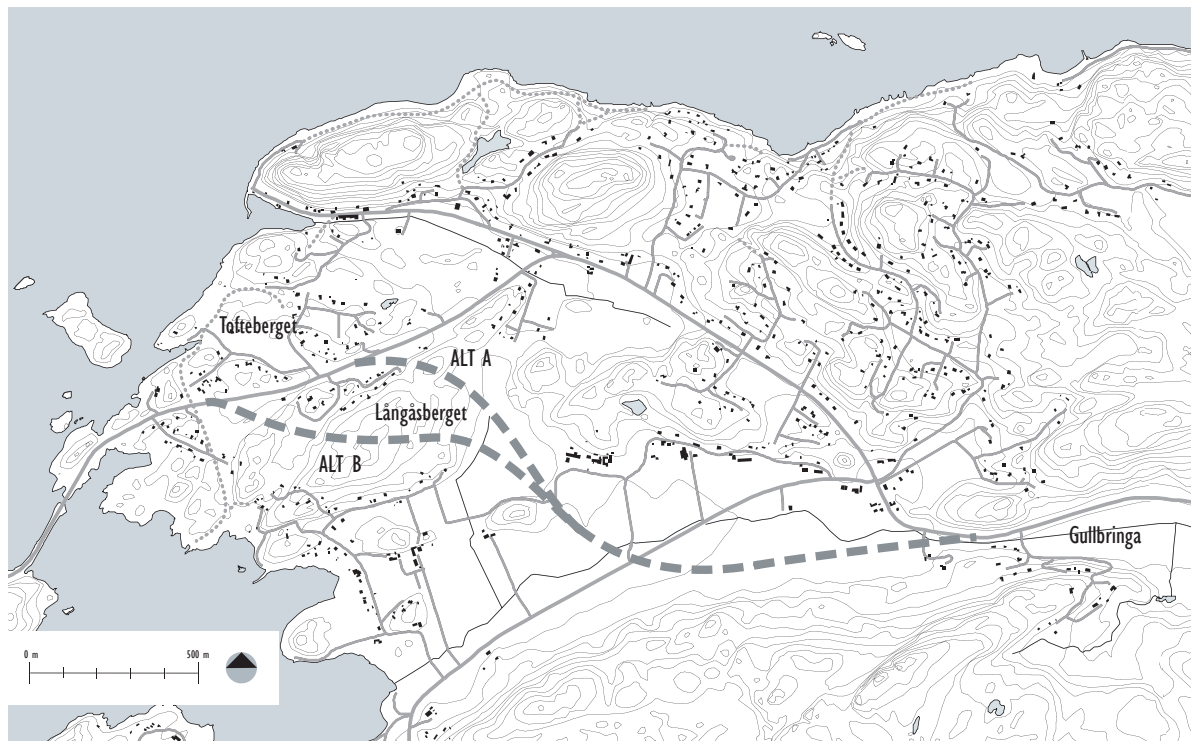 Tofteberget
ALT A
Långåsberget
ALT B
Gullbringa
0 m
500 m